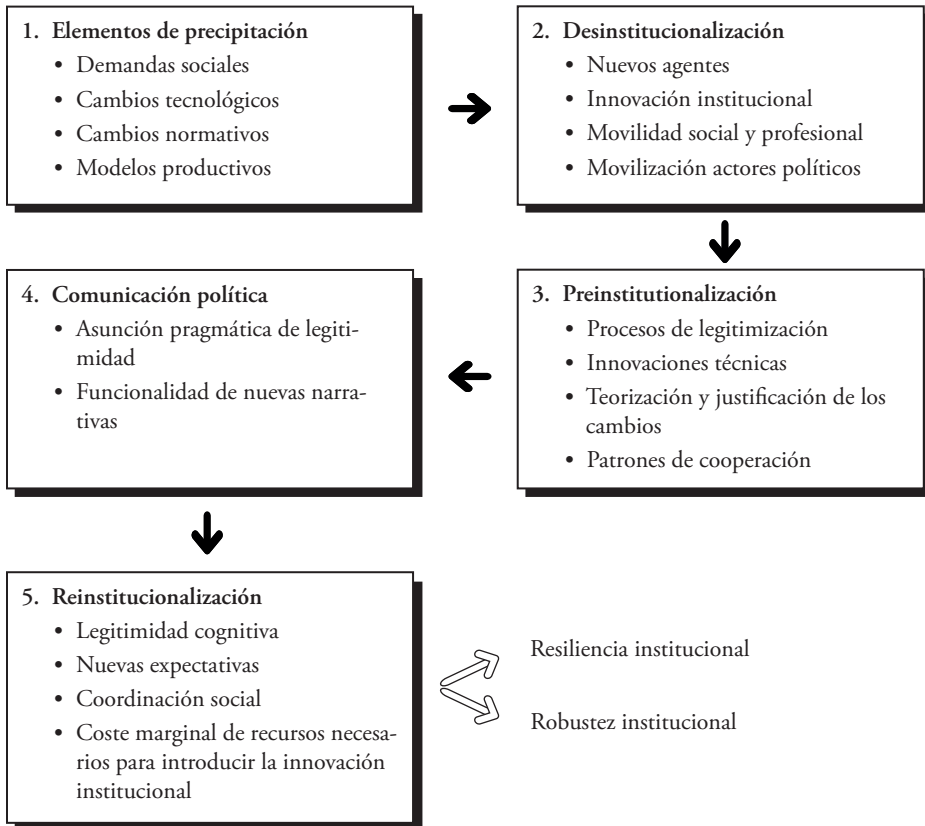 1. Elementos de precipitación
• Demandas sociales
• Cambios tecnológicos
• Cambios normativos
• Modelos productivos
2. Desinstitucionalización
• Nuevos agentes
• Innovación institucional
• Movilidad social y profesional
• Movilización actores políticos
3. Preinstitutionalización
• Procesos de legitimización
• Innovaciones técnicas
• Teorización y justificación de los
cambios
• Patrones de cooperación
4. Comunicación política
• Asunción pragmática de legiti-
midad
• Funcionalidad de nuevas narra-
tivas
5. Reinstitucionalización
• Legitimidad cognitiva
• Nuevas expectativas
• Coordinación social
• Coste marginal de recursos necesa-
rios para introducir la innovación
institucional
Resiliencia institucional
Robustez institucional